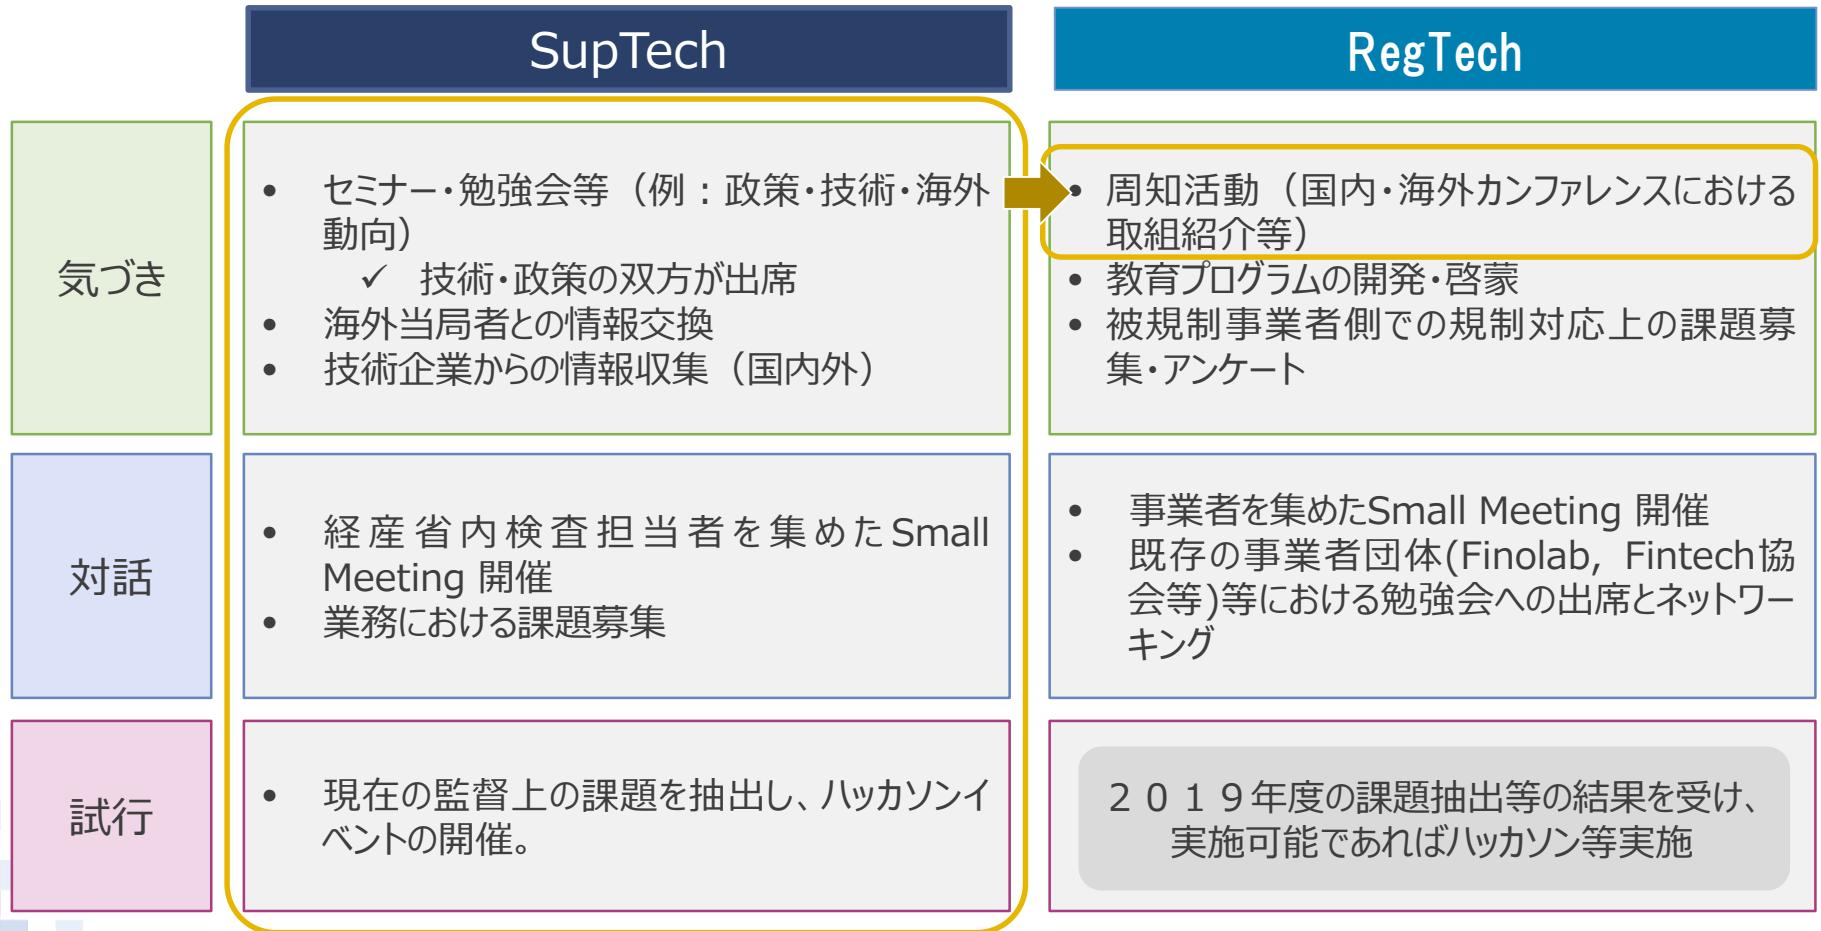 SupTech
RegTech
気づき
• セミナー・勉強会等（例：政策・技術・海外
動向）
✓ 技術・政策の双方が出席
• 海外当局者との情報交換
• 技術企業からの情報収集（国内外）
• 周知活動（国内・海外カンファレンスにおける
取組紹介等）
• 教育プログラムの開発・啓蒙
• 被規制事業者側での規制対応上の課題募
集・アンケート
対話
• 経産省内検査担当者を集めたSmall
Meeting 開催
• 業務における課題募集
• 事業者を集めたSmall Meeting 開催
• 既存の事業者団体(Finolab, Fintech協
会等)等における勉強会への出席とネットワー
キング
試行
• 現在の監督上の課題を抽出し、ハッカソンイ
ベントの開催。
２０１９年度の課題抽出等の結果を受け、
実施可能であればハッカソン等実施